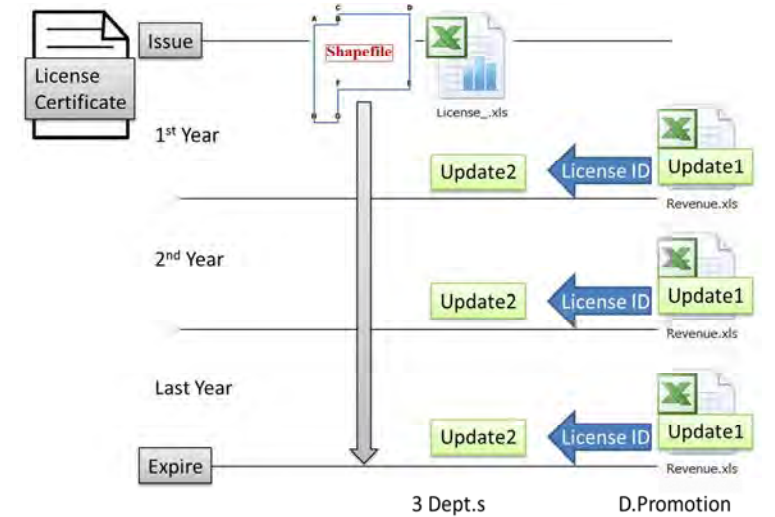 C D
A B
Issue
Shapefile
License
Certificate
F E
License_.xls
G
1st Year
Update2
License ID
Update1
Revenue.xls
2nd Year
Update2
License ID
Update1
Revenue.xls
Last Year
Update2
License ID
Update1
Expire
Revenue.xls
3 Dept.s
D.Promotion